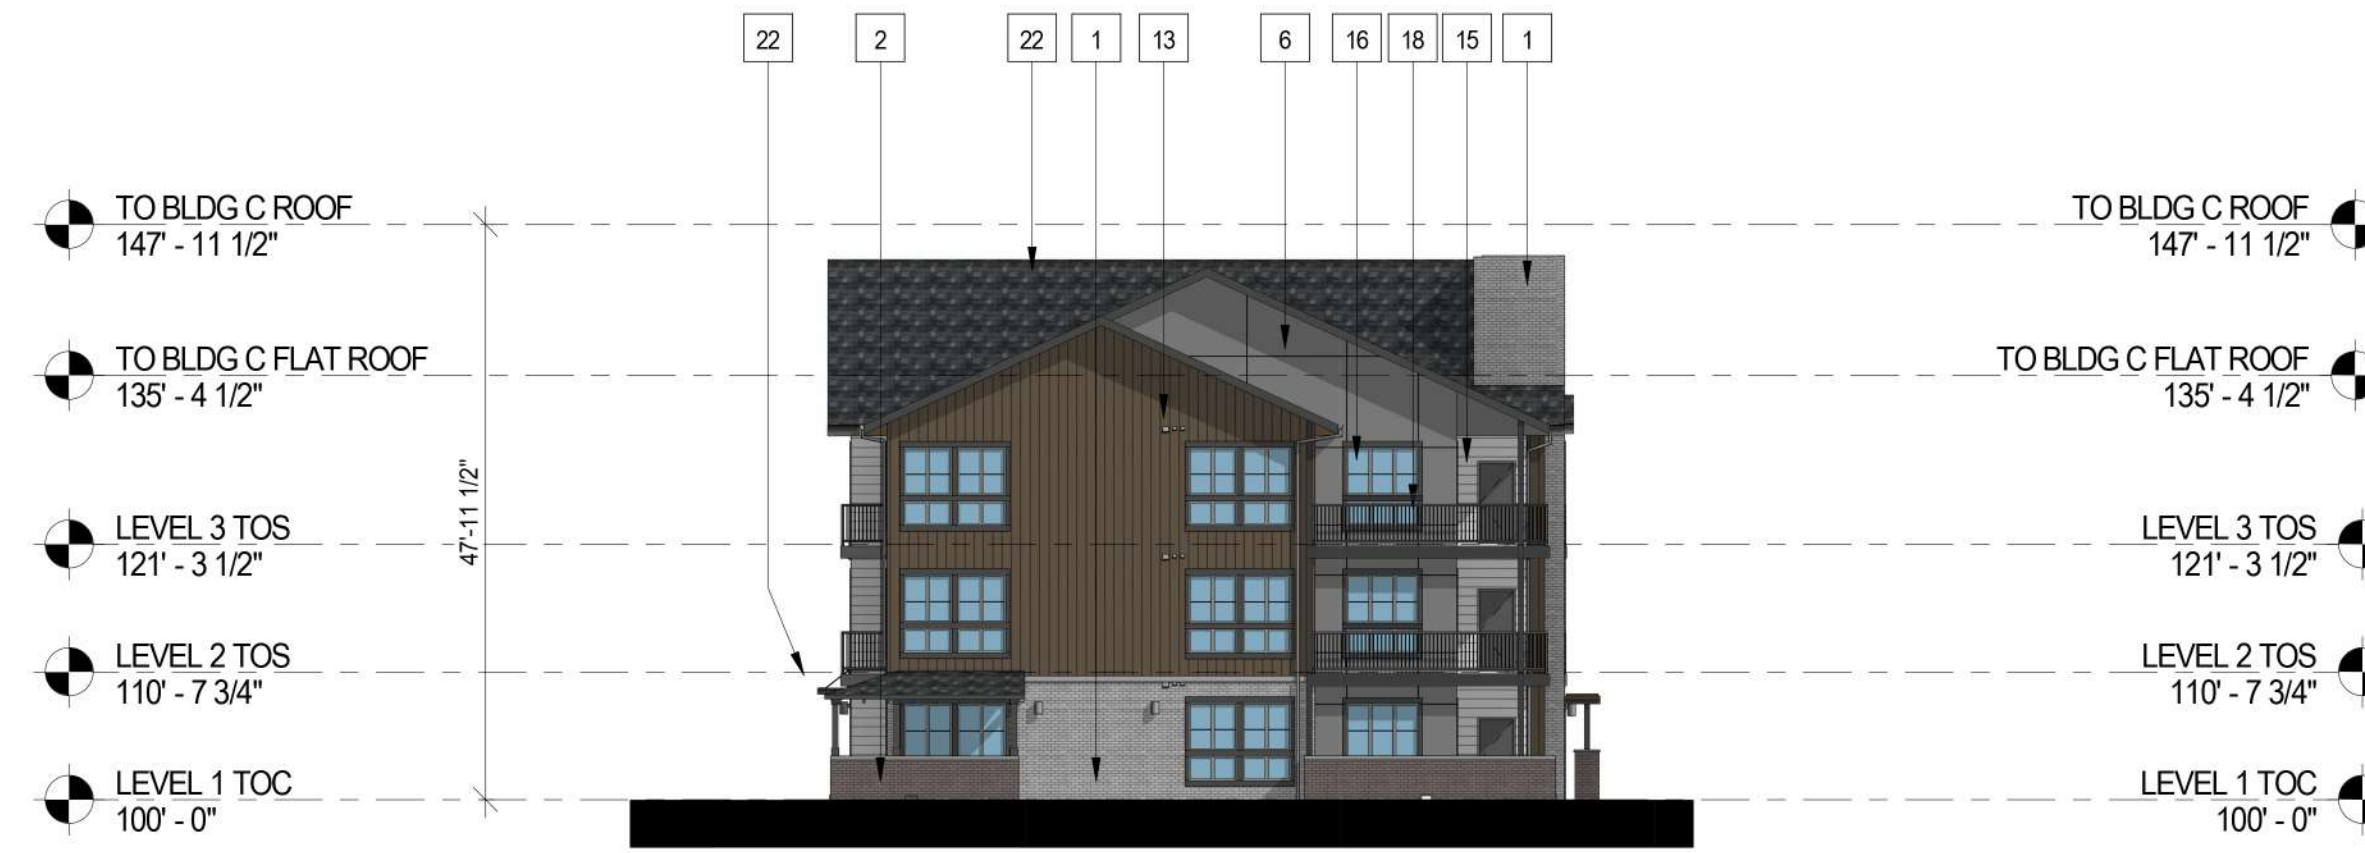 22 2 22 1 13 6 16 18 15 1
TO BLDG C ROOF
147' - 11 1/2"
TO BLDG C ROOF
147' - 11 1/2"
TO BLDG C FLAT ROOF
135' - 4 1/2"
TO BLDG C FLAT ROOF
135' - 4 1/2"
47'-11 1/2"
LEVEL 3 TOS
121' - 3 1/2"
LEVEL 3 TOS
121' - 3 1/2"
LEVEL 2 TOS
110' - 7 3/4"
LEVEL 2 TOS
110' - 7 3/4"
LEVEL 1 TOC
100' - 0"
LEVEL 1 TOC
100' - 0"